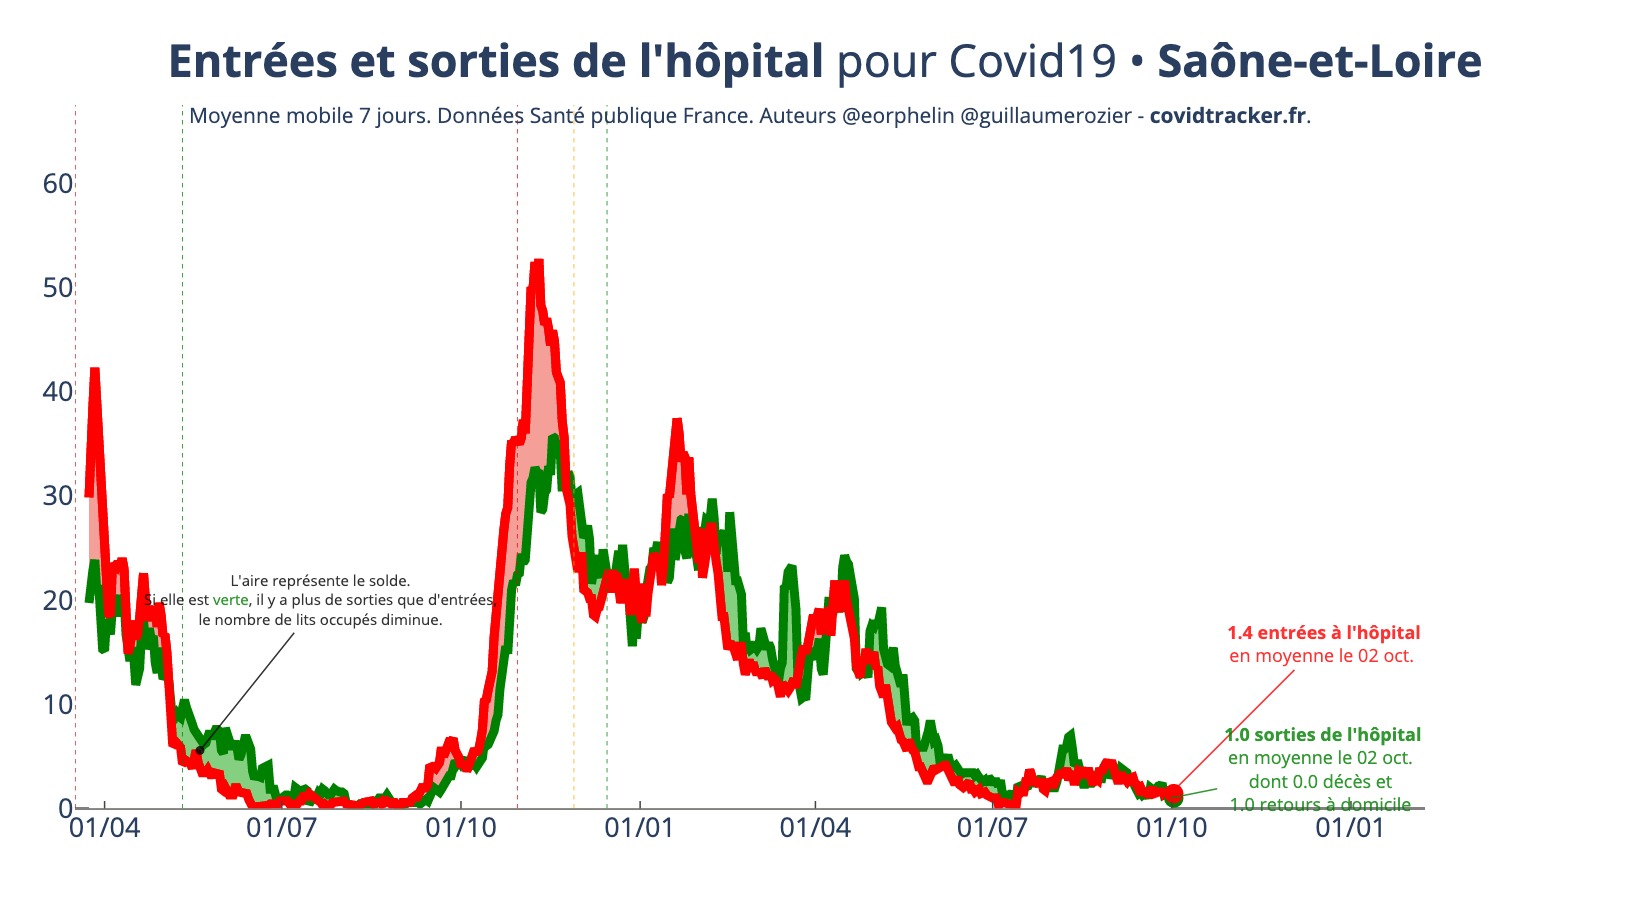 Entrées et sorties de l'hôpital pour Covid19 • Saône-et-Loire
Moyenne mobile 7 jours. Données Santé publique France. Auteurs @eorphelin @guillaumerozier - covidtracker.fr.
60
50
40
30
20
10
0
L'aire représente le solde.
Si elle est verte, il y a plus de sorties que d'entrées,
le nombre de lits occupés diminue.
1.4 entrées à l'hôpital
en moyenne le 02 oct.
1.0 sorties de l'hôpital
en moyenne le 02 oct.
dont 0.0 décès et
1.0 retours à domicile
01/04 01/07 01/10 01/01 01/04 01/07 01/10 01/01